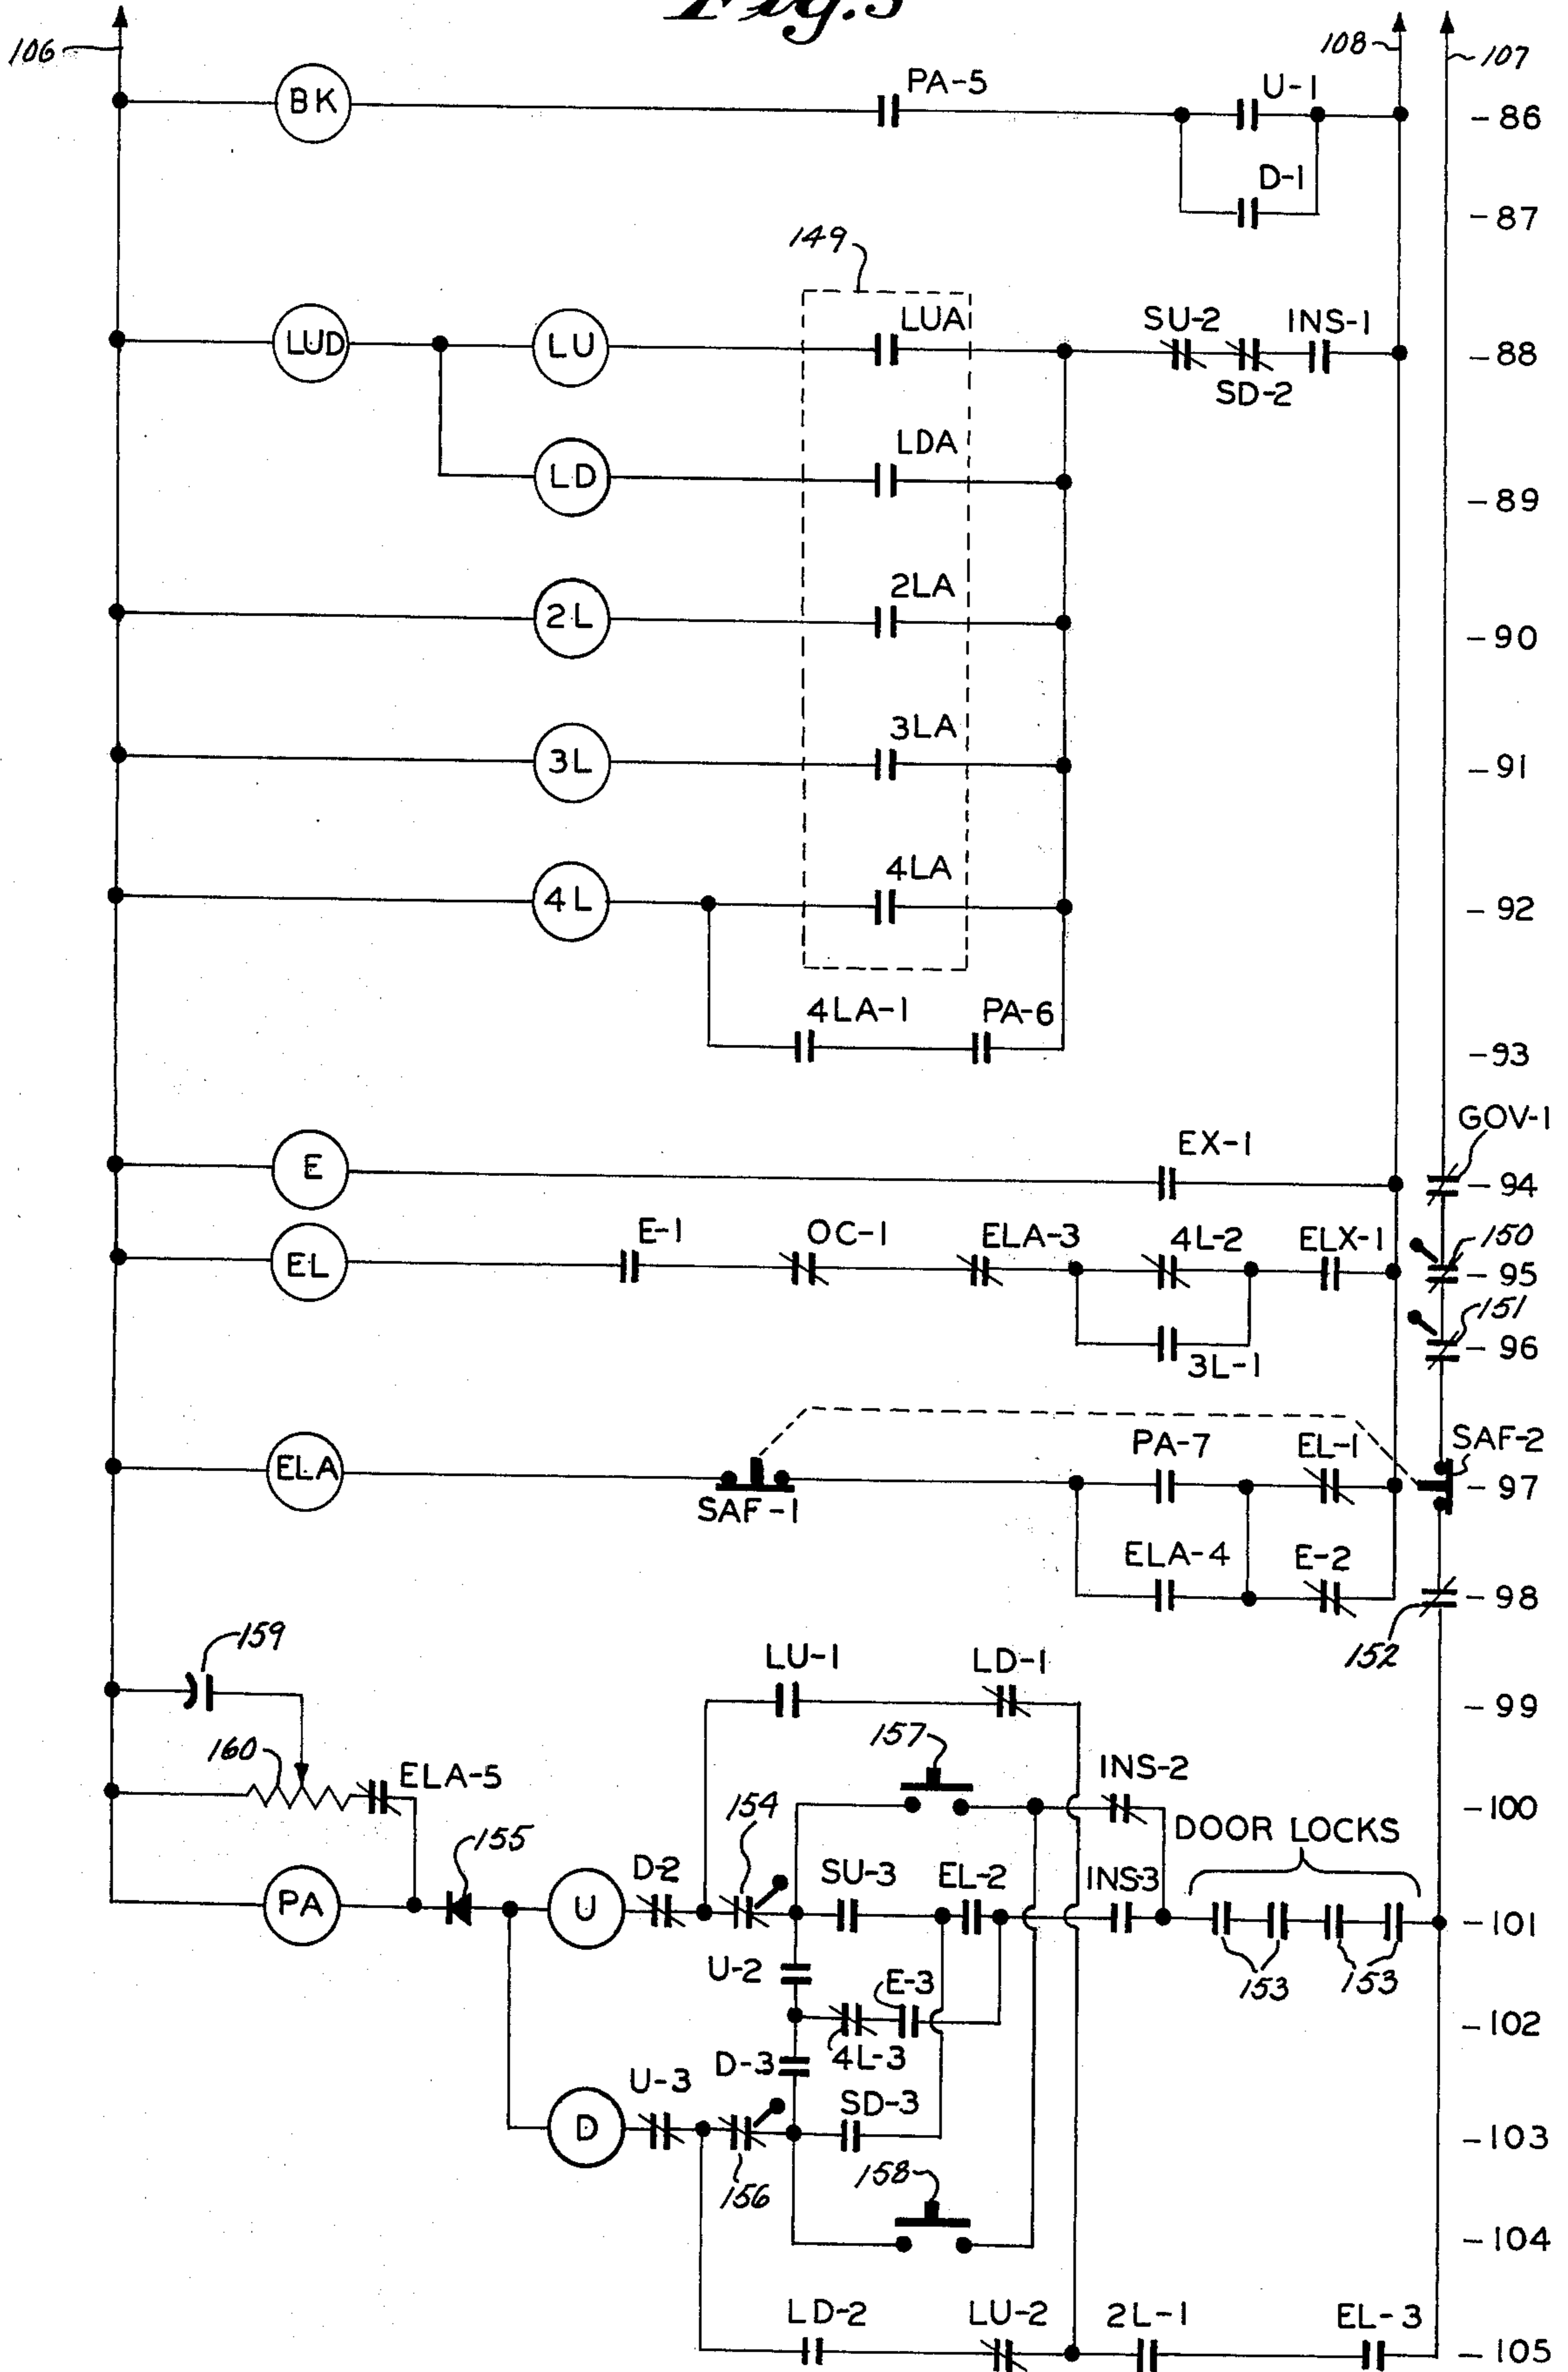 Fig. 5
106
108
107
BK
PA-5
U-1
-86
D-1
-87
149
LUD
LU
LUA
SU-2
INS-1
-88
SD-2
LD
LDA
-89
2L
2LA
-90
3L
3LA
-91
4L
4LA
-92
4LA-1
PA-6
-93
GOV-1
E
EX-1
-94
EL
E-1
OC-1
ELA-3
4L-2
ELX-1
150
-95
151
3L-1
-96
ELA
SAF-1
PA-7
EL-1
SAF-2
-97
ELA-4
E-2
-98
152
159
LU-1
LD-1
-99
160
ELA-5
157
INS-2
-100
155
154
DOOR LOCKS
PA
U
D-2
SU-3
EL-2
INS-3
-101
153
153
U-2
E-3
-102
4L-3
D-3
D
U-3
SD-3
-103
156
158
-104
LD-2
LU-2
2L-1
EL-3
-105